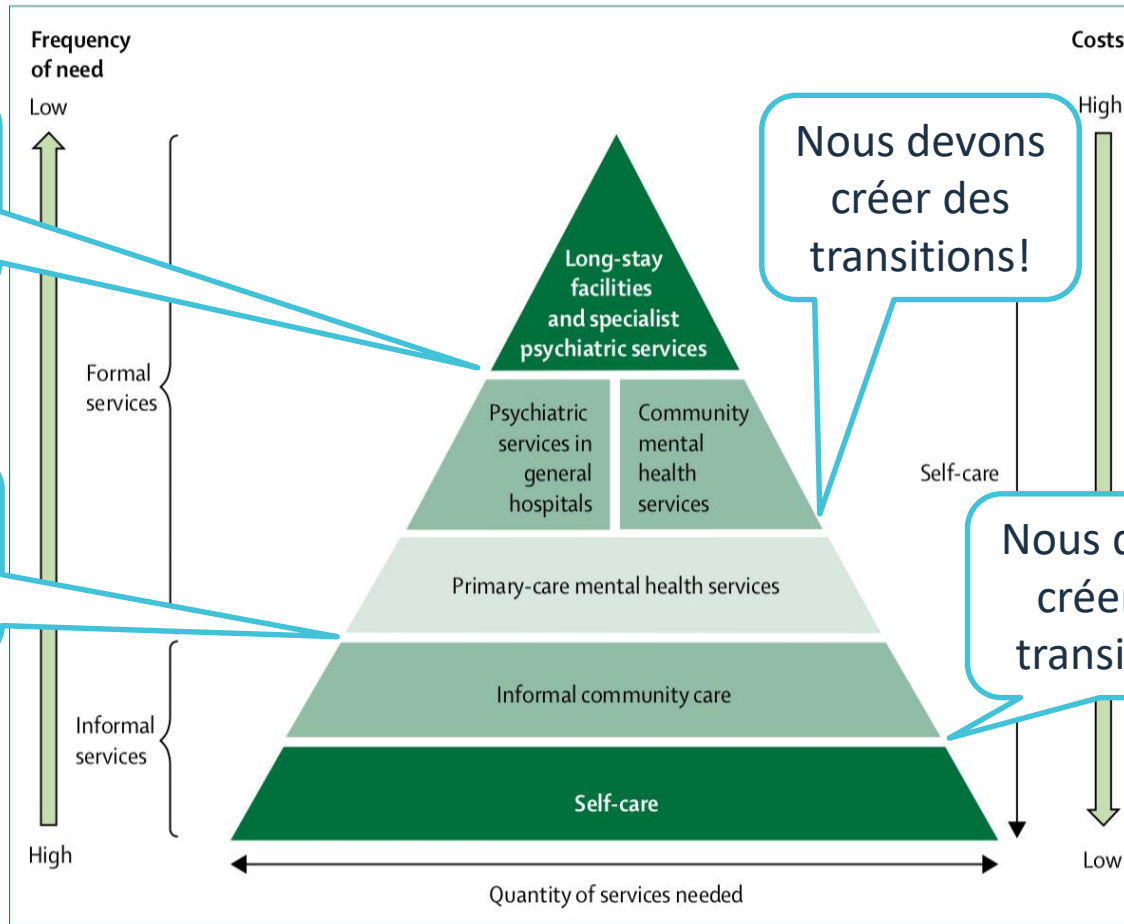 Frequency
of need
Low
Costs
High
Nous devons
créer des
transitions!
Long-stay
facilities
and specialist
psychiatric services
Formal
services
Psychiatric
services in
general
hospitals
Community
mental
health
services
Self-care
Nous
Primary-care mental health services
Informal community care
Informal
services
Self-care
High
Low
Quantity of services needed